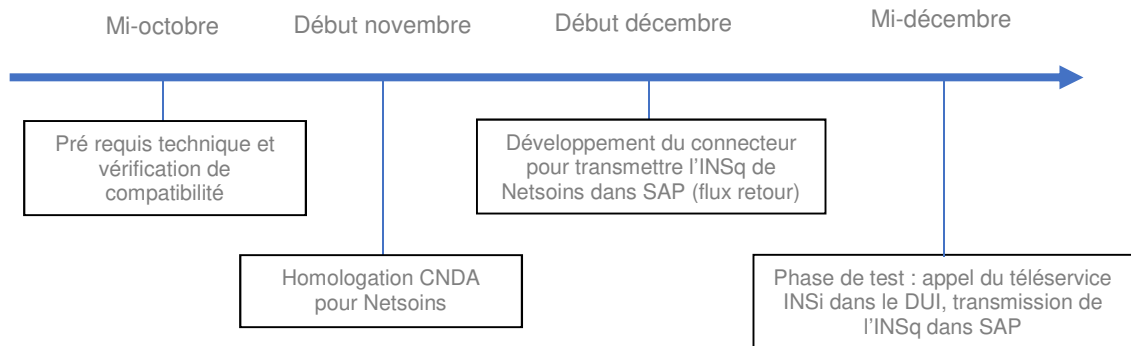 Mi-octobre
Début novembre
Début décembre
Mi-décembre
Pré requis technique et
vérification de
compatibilité
Développement du connecteur
pour transmettre l'INSq de
Netsoins dans SAP (flux retour)
Homologation CNDA
pour Netsoins
Phase de test : appel du téléservice
INSi dans le DUI, transmission de
l'INSq dans SAP